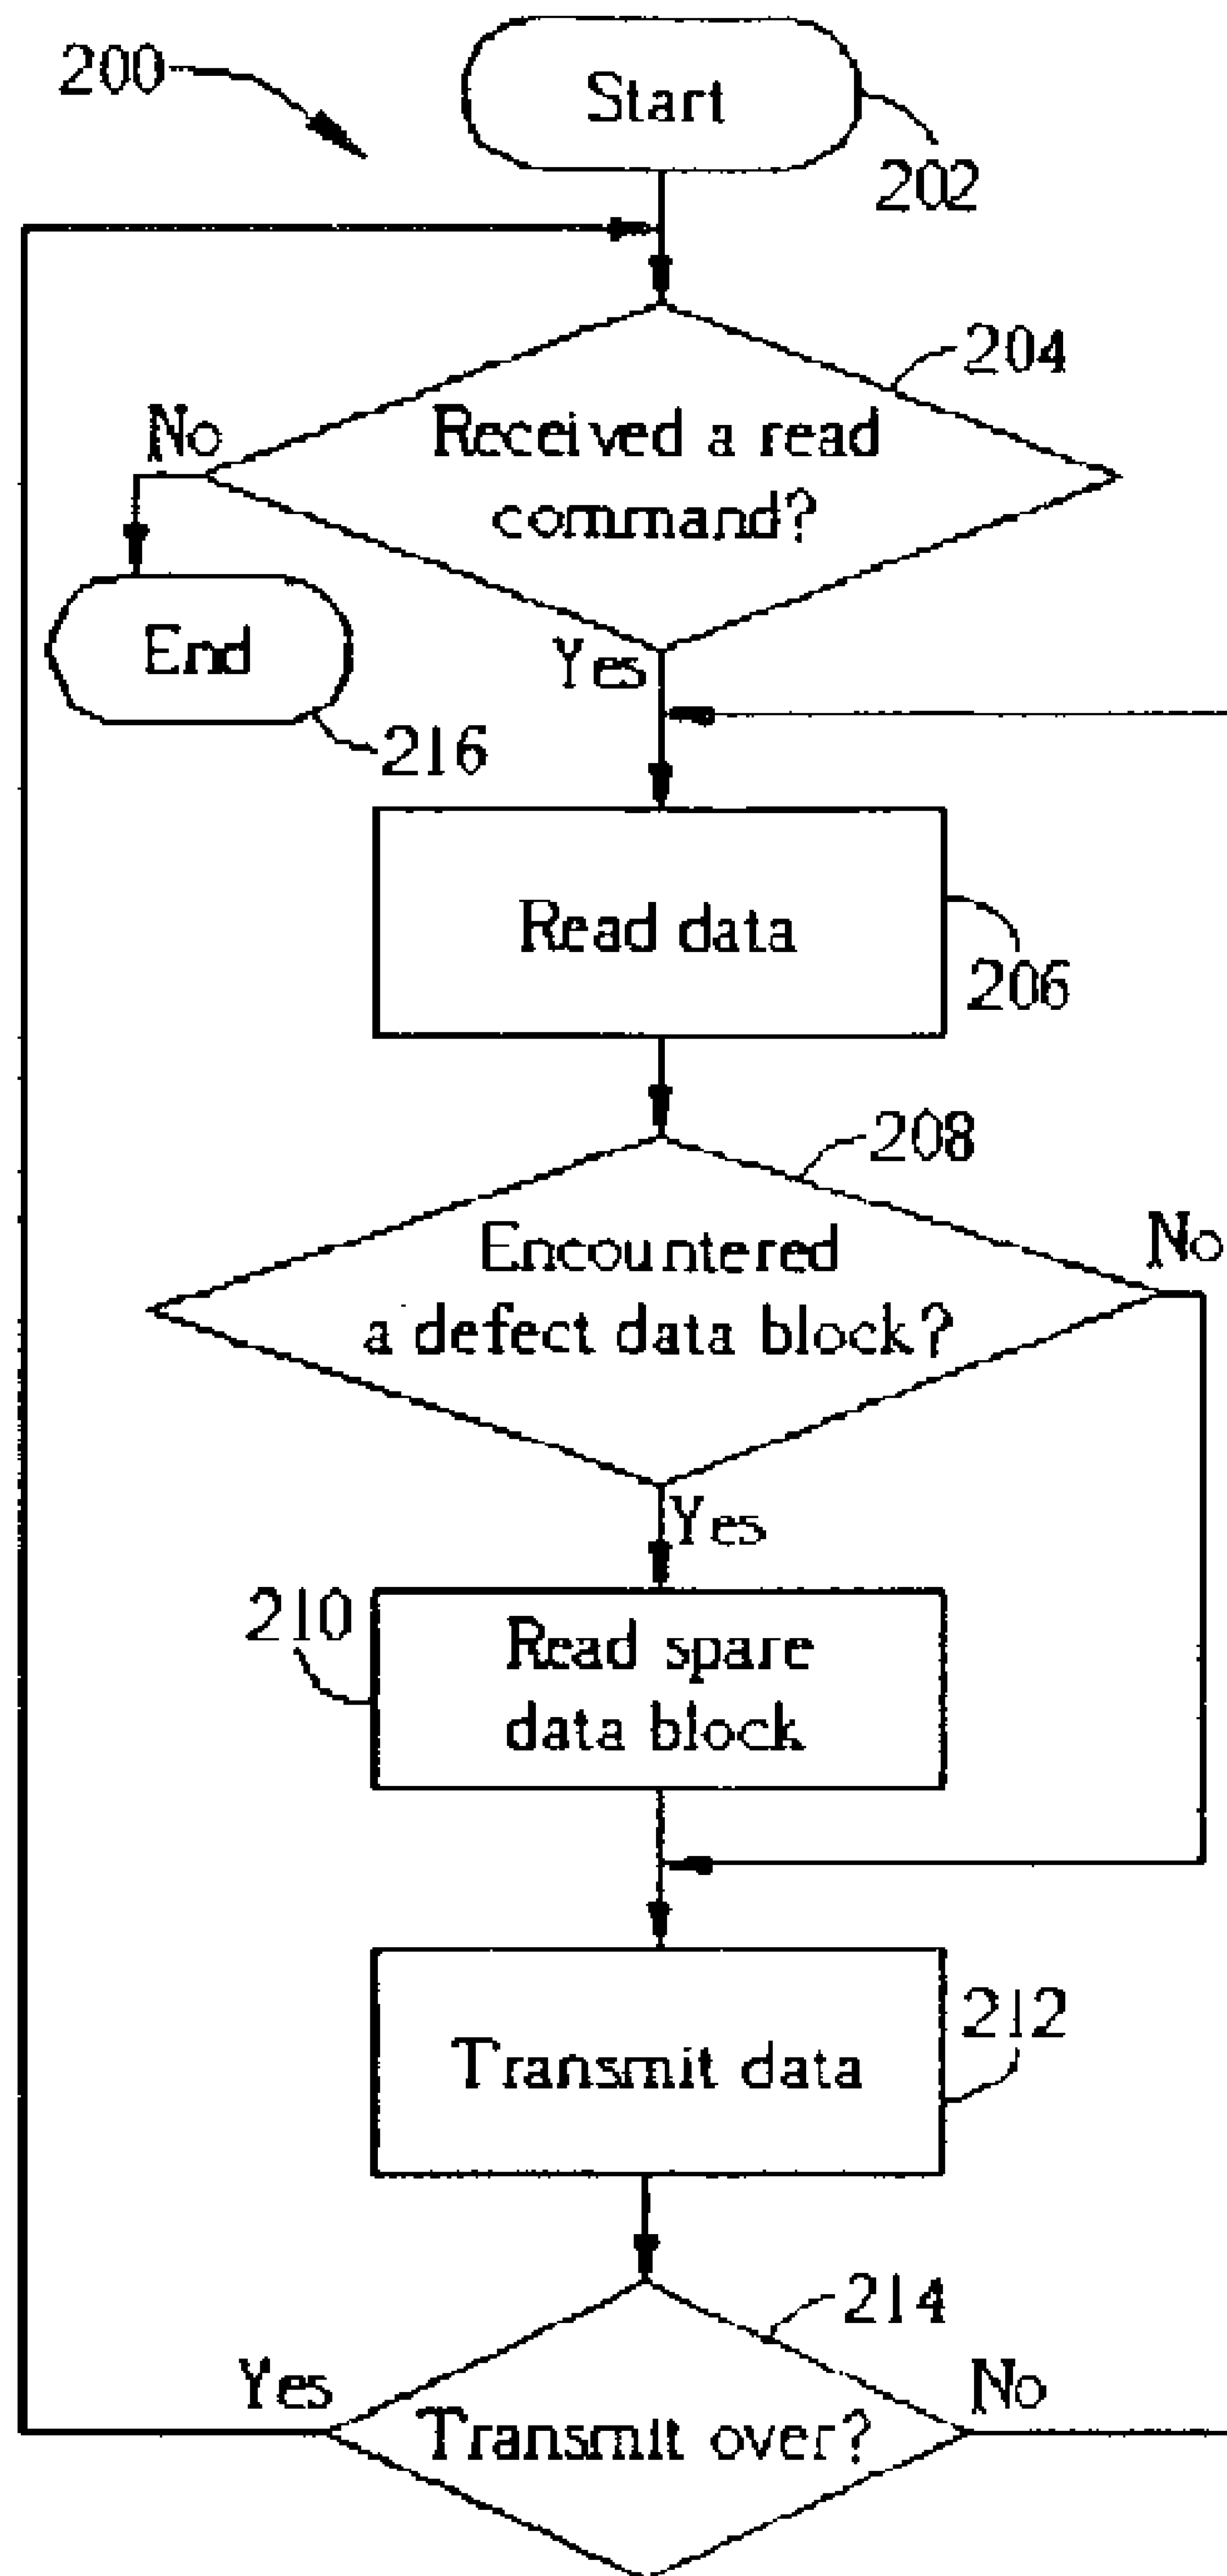 200
Start
202
204
No
Received a read
command?
End
Yes
216
Read data
206
208
Encountered
a defect data block?
No
Yes
210
Read spare
data block
212
Transmit data
214
Yes
Transmit over?
No